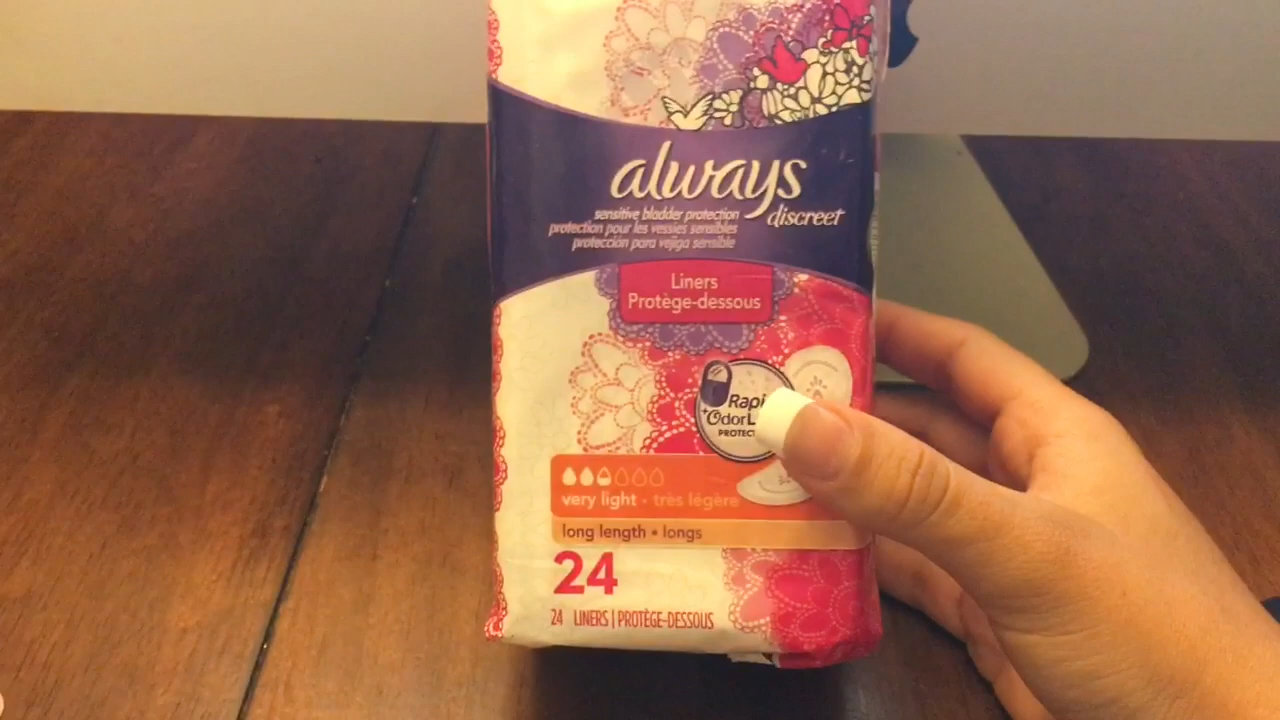 always
discreet
sensitive bladder protection
protection pour les vessies sensibles
protección para vejiga sensible
Liners
Protège-dessous
very light • très légère
long length • longs
24
24 LINERS | PROTÈGE-DESSOUS